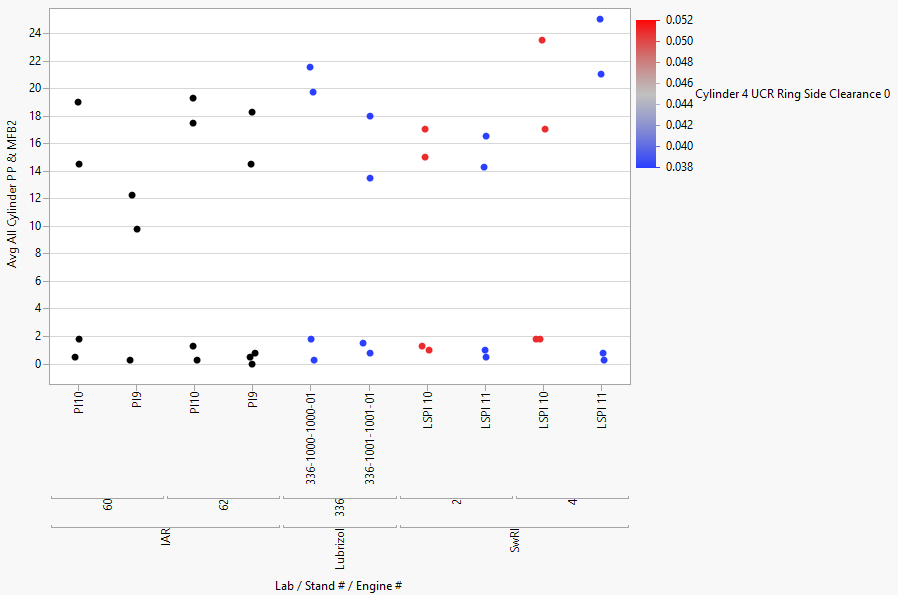 Avg All Cylinder PP & MFB2
24
22
20
18
16
14
12
10
8
6
4
2
0
0.052
0.050
0.048
0.046
0.044
0.042
0.040
0.038
Cylinder 4 UCR Ring Side Clearance 0
PI10
PI9
PI10
PI9
336-1000-1000-01
336-1001-1001-01
LSPI 10
LSPI 11
LSPI 10
LSPI 11
60
62
336
2
4
IAR
Lubrizol
SwRI
Lab / Stand # / Engine #